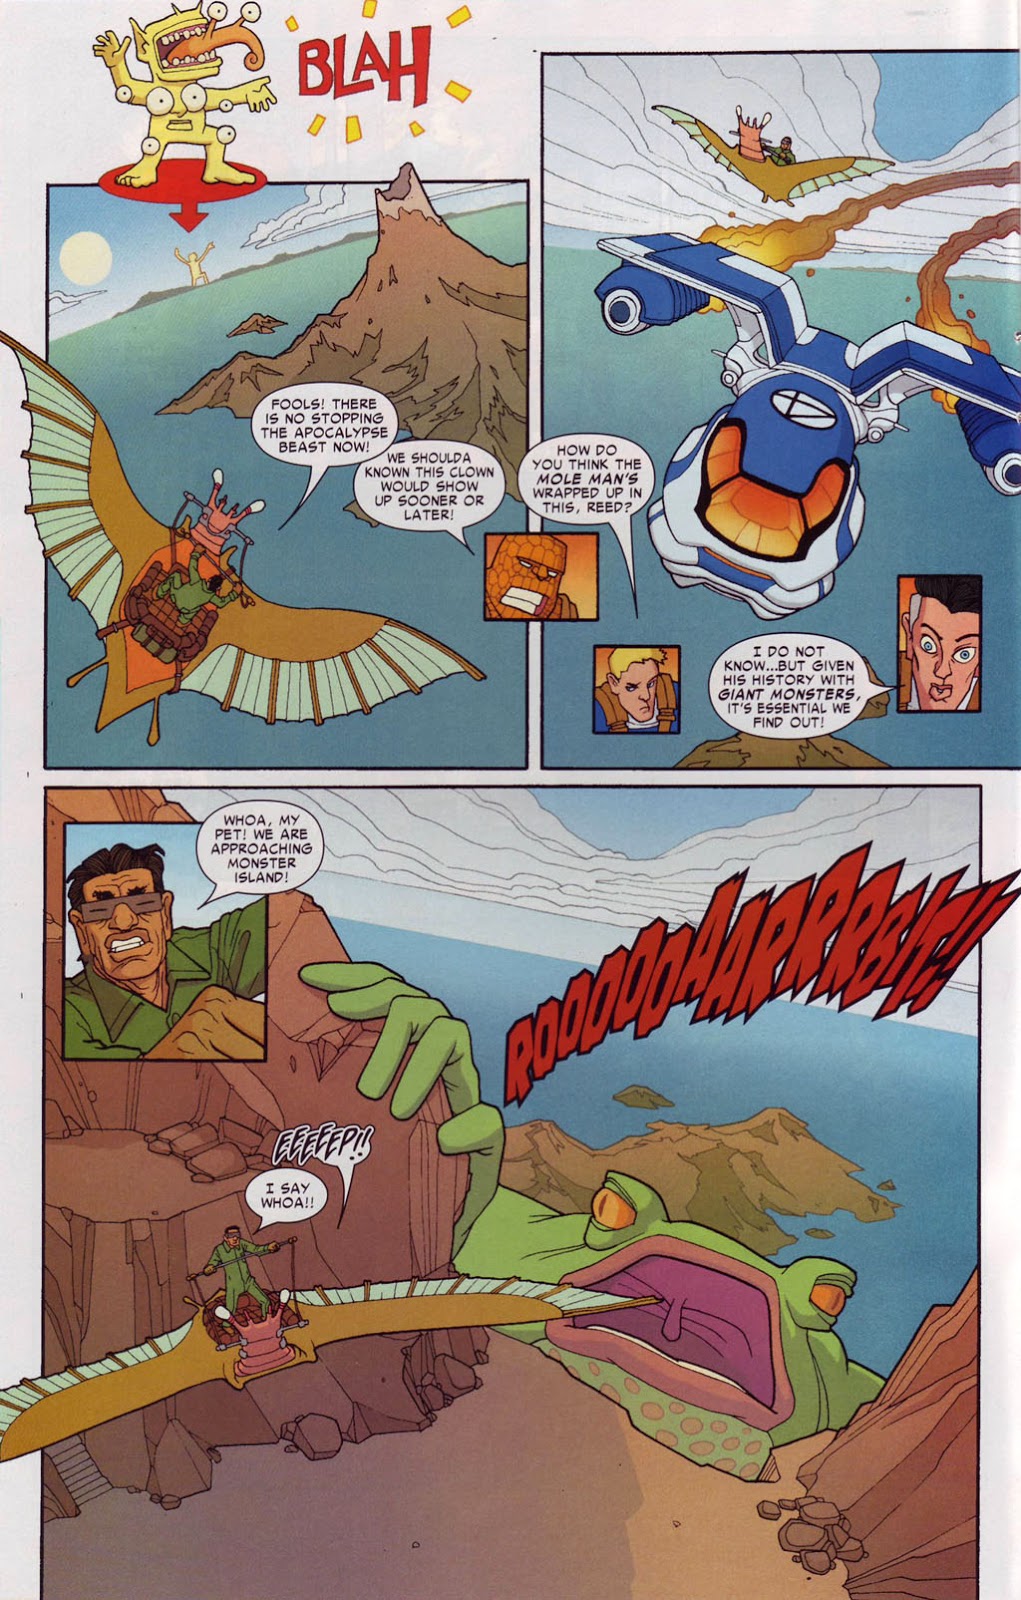 BLAH
FOOLS! THERE
IS NO STOPPING
THE APOCALYPSE
BEAST NOW!
WE SHOULDA
KNOWN THIS CLOWN
WOULD SHOW
UP SOONER OR
LATER!
HOW DO
YOU THINK THE
MOLE MAN'S
WRAPPED UP IN
THIS, REED?
I DO NOT
KNOW...BUT GIVEN
HIS HISTORY WITH
GIANT MONSTERS,
IT'S ESSENTIAL WE
FIND OUT!
WHOA, MY
PET! WE ARE
APPROACHING
MONSTER
ISLAND!
ROOOOOOAAARRRRBIT!!
EEEEEP!!
I SAY
WHOA!!